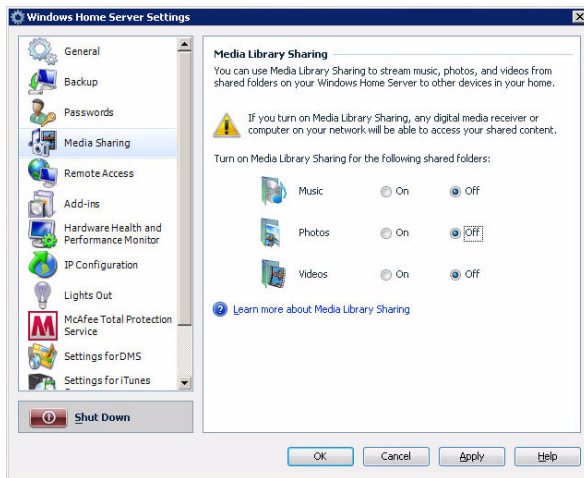 Windows Home Server Settings
General
Backup
Passwords
Media Sharing
Remote Access
Add-ins
Hardware Health and
Performance Monitor
IP Configuration
Lights Out
McAfee Total Protection
Service
Settings for DMS
Settings for iTunes
Shut Down
Media Library Sharing
You can use Media Library Sharing to stream music, photos, and videos from
shared folders on your Windows Home Server to other devices in your home.
If you turn on Media Library Sharing, any digital media receiver or
computer on your network will be able to access your shared content.
Turn on Media Library Sharing for the following shared folders:
Music On Off
Photos On Off
Videos On Off
Learn more about Media Library Sharing
OK Cancel Apply Help